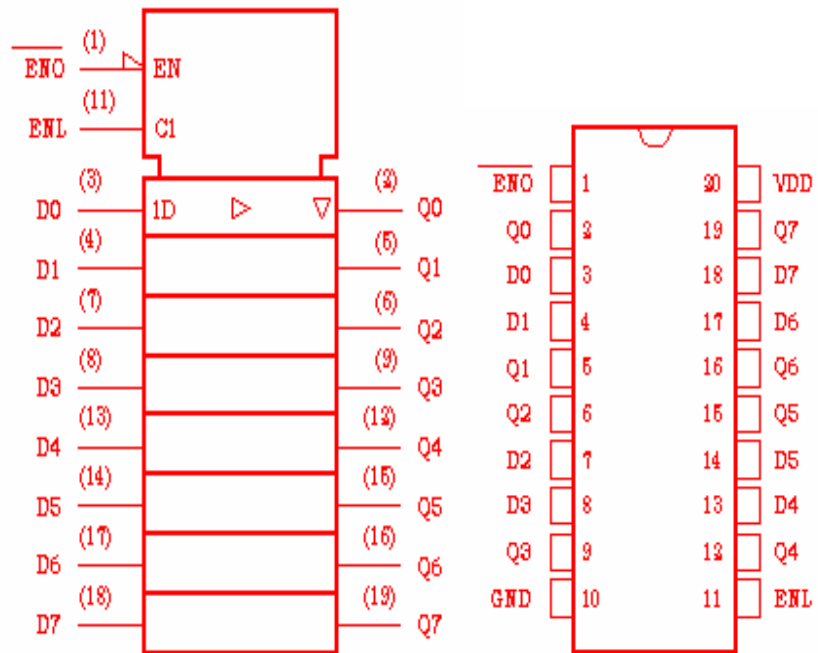 (1)
ENO EN
(11)
ENL C1
(3) (2)
D0 1D Q0
(4) (5)
D1 Q1
(7) (6)
D2 Q2
(8) (9)
D3 Q3
(13) (12)
D4 Q4
(14) (15)
D5 Q5
(17) (16)
D6 Q6
(18) (19)
D7 Q7
ENO 1 20 VDD
Q0 2 19 Q7
D0 3 18 D7
D1 4 17 D6
Q1 5 16 Q6
Q2 6 15 Q5
D2 7 14 D5
D3 8 13 D4
Q3 9 12 Q4
GND 10 11 ENL